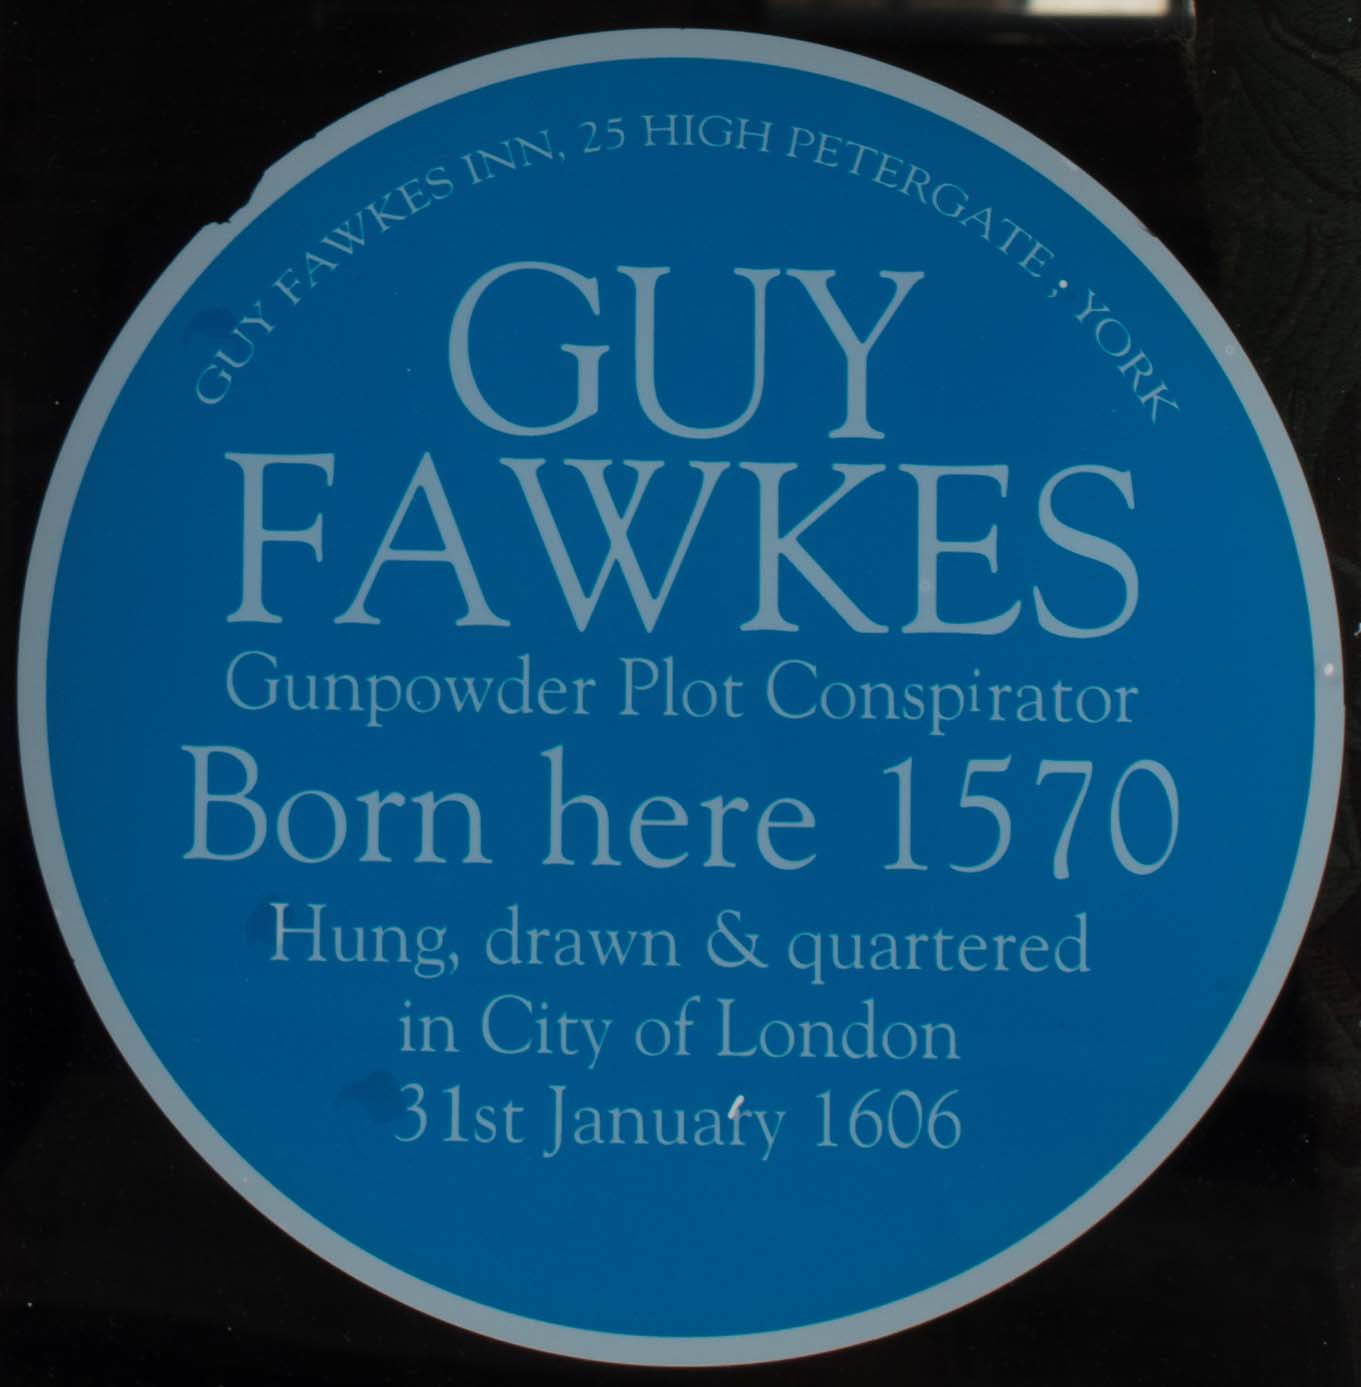 GUY FAWKES INN, 25 HIGH PETERGATE, YORK
GUY
FAWKES
Gunpowder Plot Conspirator
Born here 1570
Hung, drawn & quartered
in City of London
31st January 1606